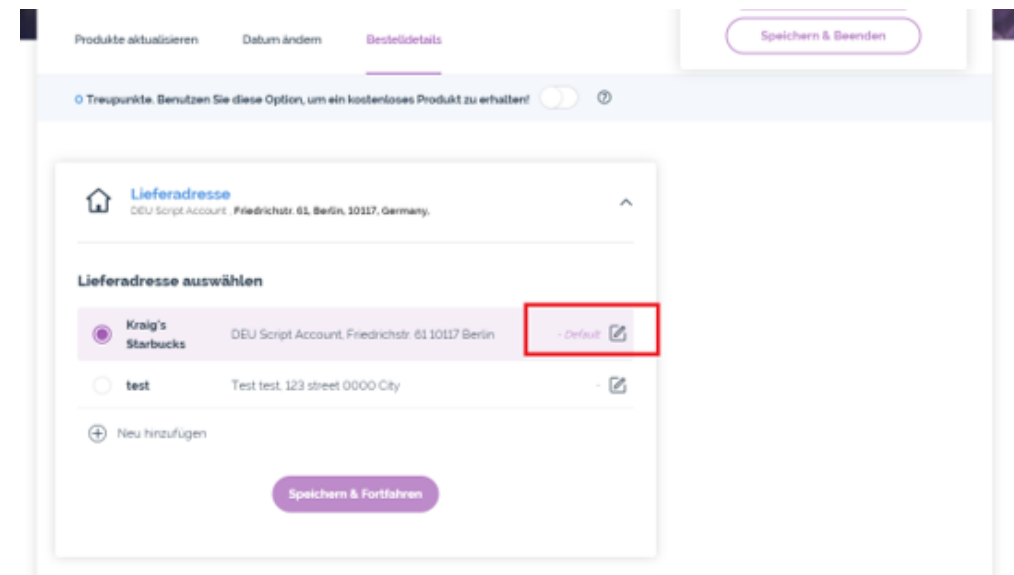 Speichern & Beenden
Produkte aktualisieren Datum ändern Bestelldetails
0 Treupunkte. Benutzen Sie diese Option, um ein kostenloses Produkt zu erhalten!
Lieferadresse
DEU Script Account , Friedrichstr. 61, Berlin, 10117, Germany,
Lieferadresse auswählen
Kraig's
Starbucks
DEU Script Account, Friedrichstr. 61 10117 Berlin - Default
test Test test, 123 street 0000 City -
Neu hinzufügen
Speichern & Fortfahren